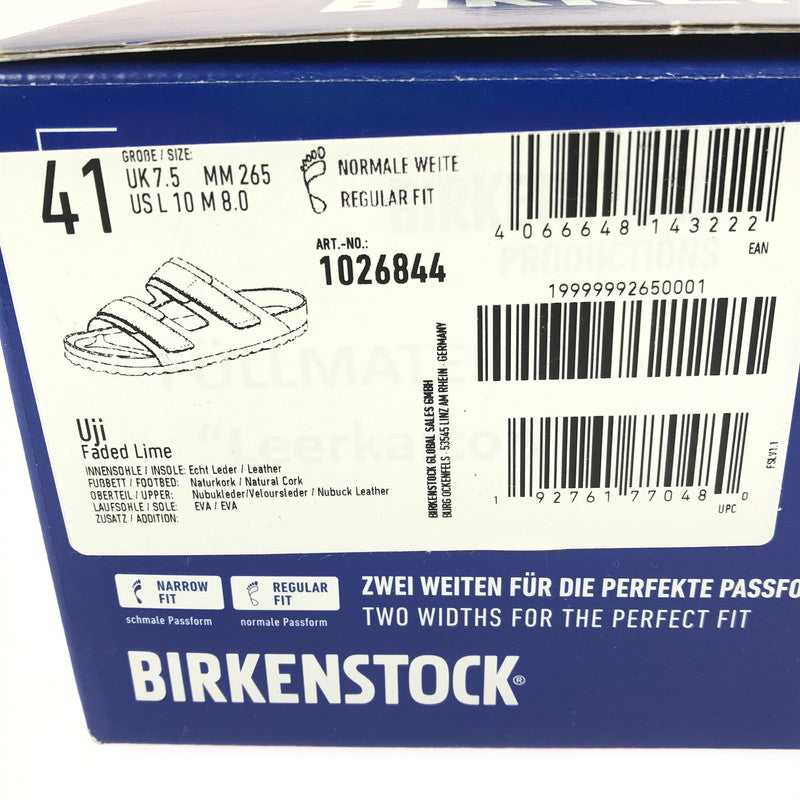 BIRKENSTOCK
41
GRÖßE / SIZE:
UK 7.5 MM 265
US L 10 M 8.0
NORMALE WEITE
REGULAR FIT
ART.-NO.:
1026844
4 066648 143222
EAN
19999992650001
BIRKENSTOCK GLOBAL SALES GMBH
BURG OCKENFELS - 53545 LINZ AM RHEIN - GERMANY
1 92761 77048 0
UPC
FSLV1.1
Uji
Faded Lime
INNENSOHLE / INSOLE: Echt Leder / Leather
FUßBETT / FOOTBED: Naturkork / Natural Cork
OBERTEIL / UPPER: Nubukleder/Veloursleder / Nubuck Leather
LAUFSOHLE / SOLE: EVA / EVA
ZUSATZ / ADDITION:
NARROW FIT
schmale Passform
REGULAR FIT
normale Passform
ZWEI WEITEN FÜR DIE PERFEKTE PASSFO
TWO WIDTHS FOR THE PERFECT FIT
BIRKENSTOCK®